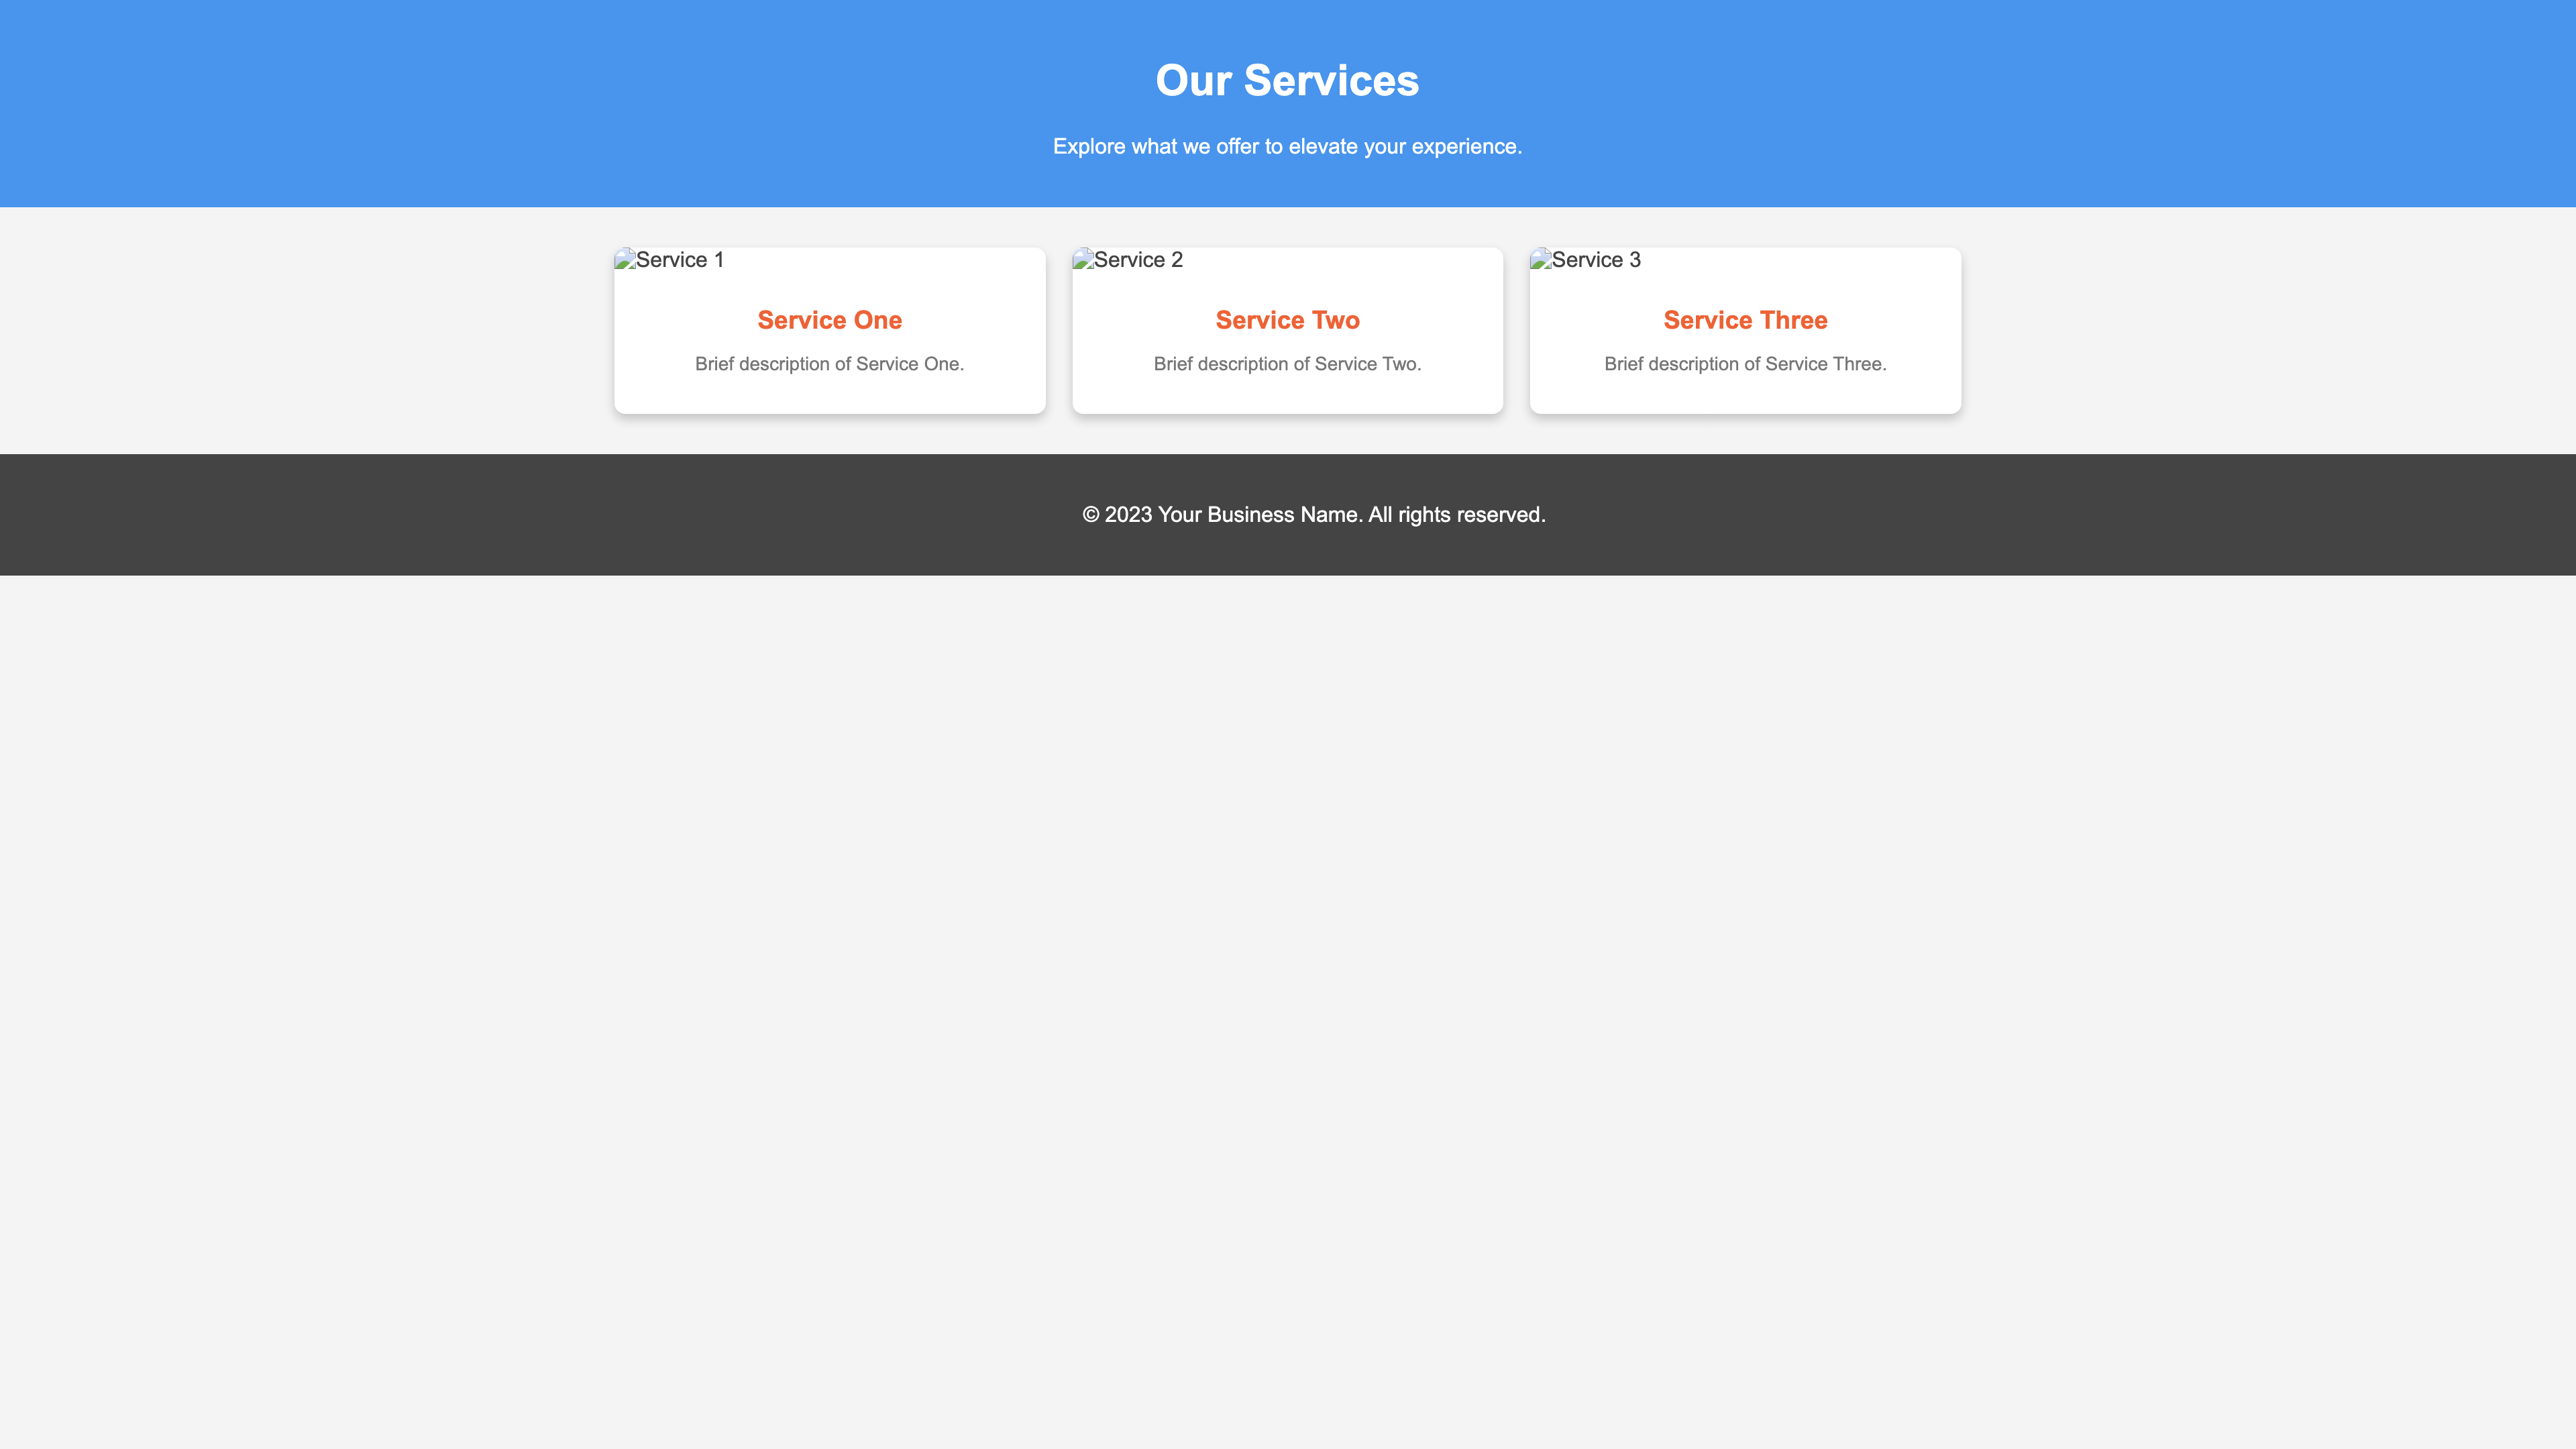 Our Services
Explore what we offer to elevate your experience.
Service 1
Service 2
Service 3
Service One
Service Two
Service Three
Brief description of Service One.
Brief description of Service Two.
Brief description of Service Three.
© 2023 Your Business Name. All rights reserved.